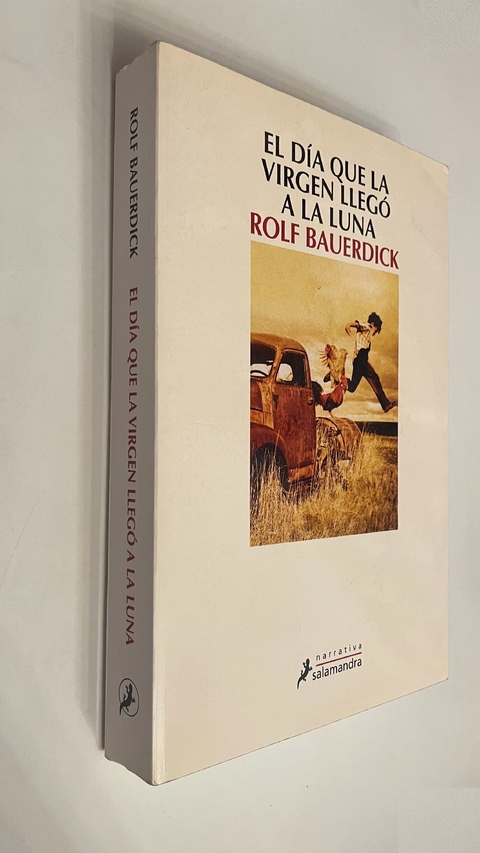 ROLF BAUERDICK EL DÍA QUE LA VIRGEN LLEGÓ A LA LUNA
EL DÍA QUE LA
VIRGEN LLEGÓ
A LA LUNA
ROLF BAUERDICK
narrativa
salamandra